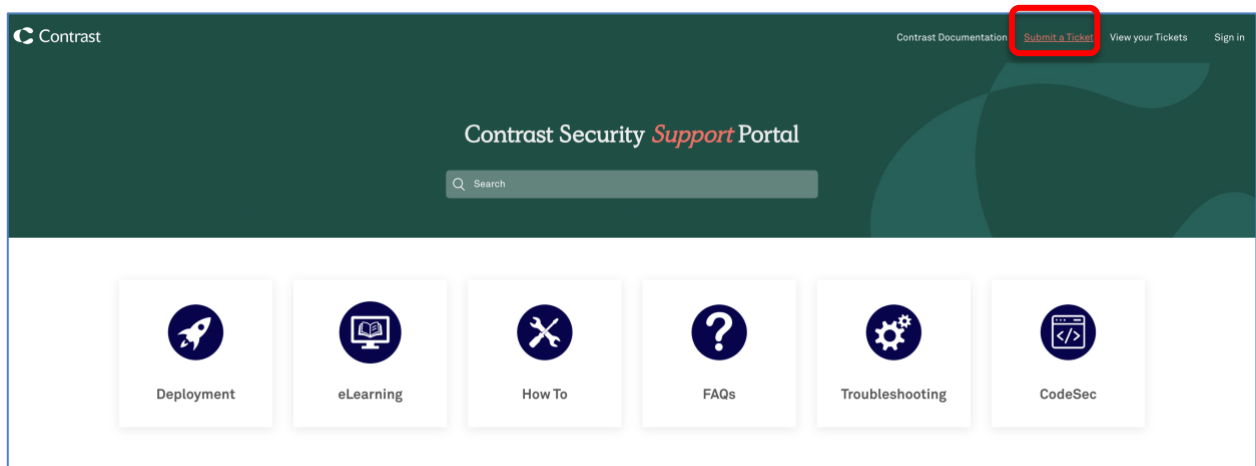 Contrast
Contrast Documentation Submit a Ticket View your Tickets Sign in
Contrast Security Support Portal
Search
Deployment eLearning How To FAQs Troubleshooting CodeSec